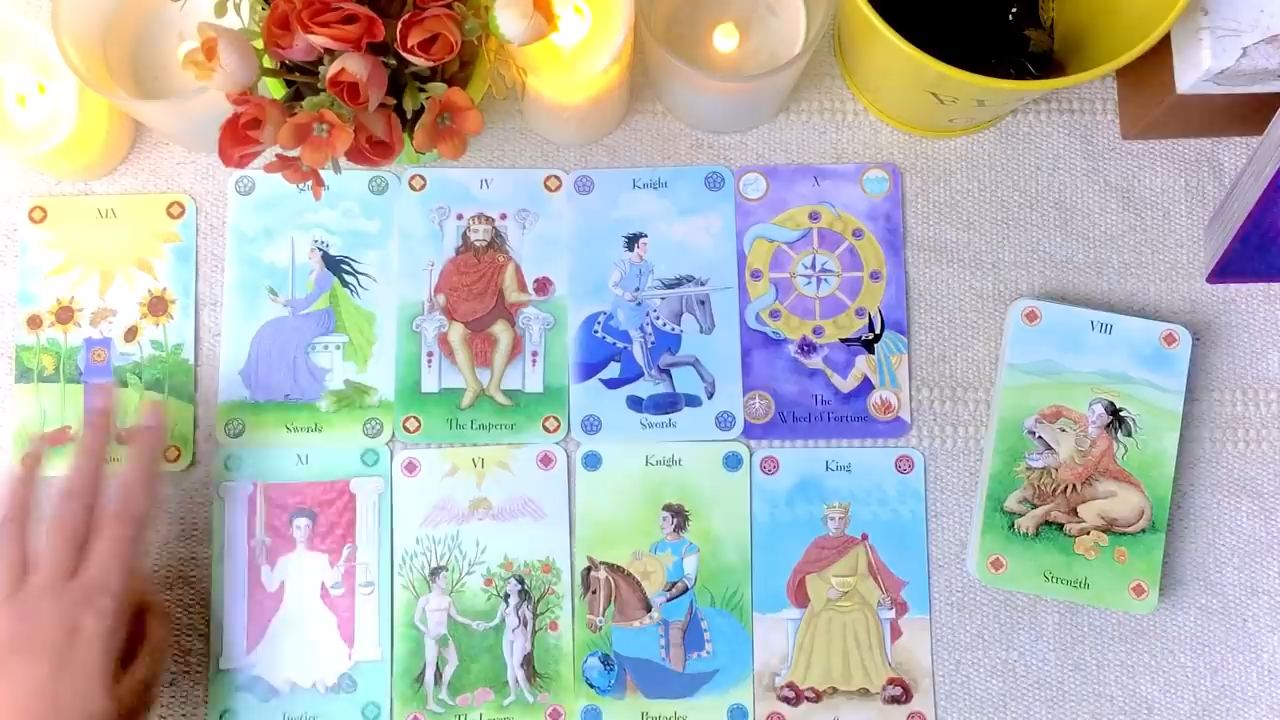 XIX
Queen
Swords
IV
The Emperor
Knight
Swords
X
The
Wheel of Fortune
XI
Justice
VI
The Lovers
Knight
Pentacles
King
VIII
Strength